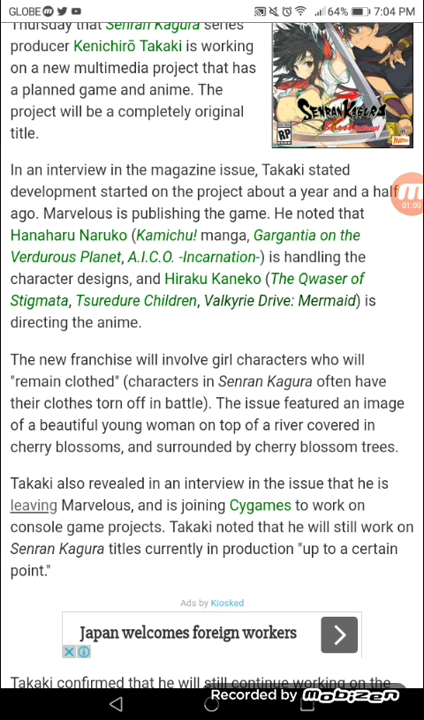 GLOBE 64% 7:04 PM
Thursday that Senran Kagura series
producer Kenichirō Takaki is working
on a new multimedia project that has
a planned game and anime. The
project will be a completely original
title.
SENRAN KAGURA
RP
In an interview in the magazine issue, Takaki stated
development started on the project about a year and a half
ago. Marvelous is publishing the game. He noted that
01:00
Hanaharu Naruko (Kamichu! manga, Gargantia on the
Verdurous Planet, A.I.C.O. -Incarnation-) is handling the
character designs, and Hiraku Kaneko (The Qwaser of
Stigmata, Tsuredure Children, Valkyrie Drive: Mermaid) is
directing the anime.
The new franchise will involve girl characters who will
"remain clothed" (characters in Senran Kagura often have
their clothes torn off in battle). The issue featured an image
of a beautiful young woman on top of a river covered in
cherry blossoms, and surrounded by cherry blossom trees.
Takaki also revealed in an interview in the issue that he is
leaving Marvelous, and is joining Cygames to work on
console game projects. Takaki noted that he will still work on
Senran Kagura titles currently in production "up to a certain
point."
Ads by Kiosked
Japan welcomes foreign workers
Takaki confirmed that he will still continue working on the
Recorded by mobizen